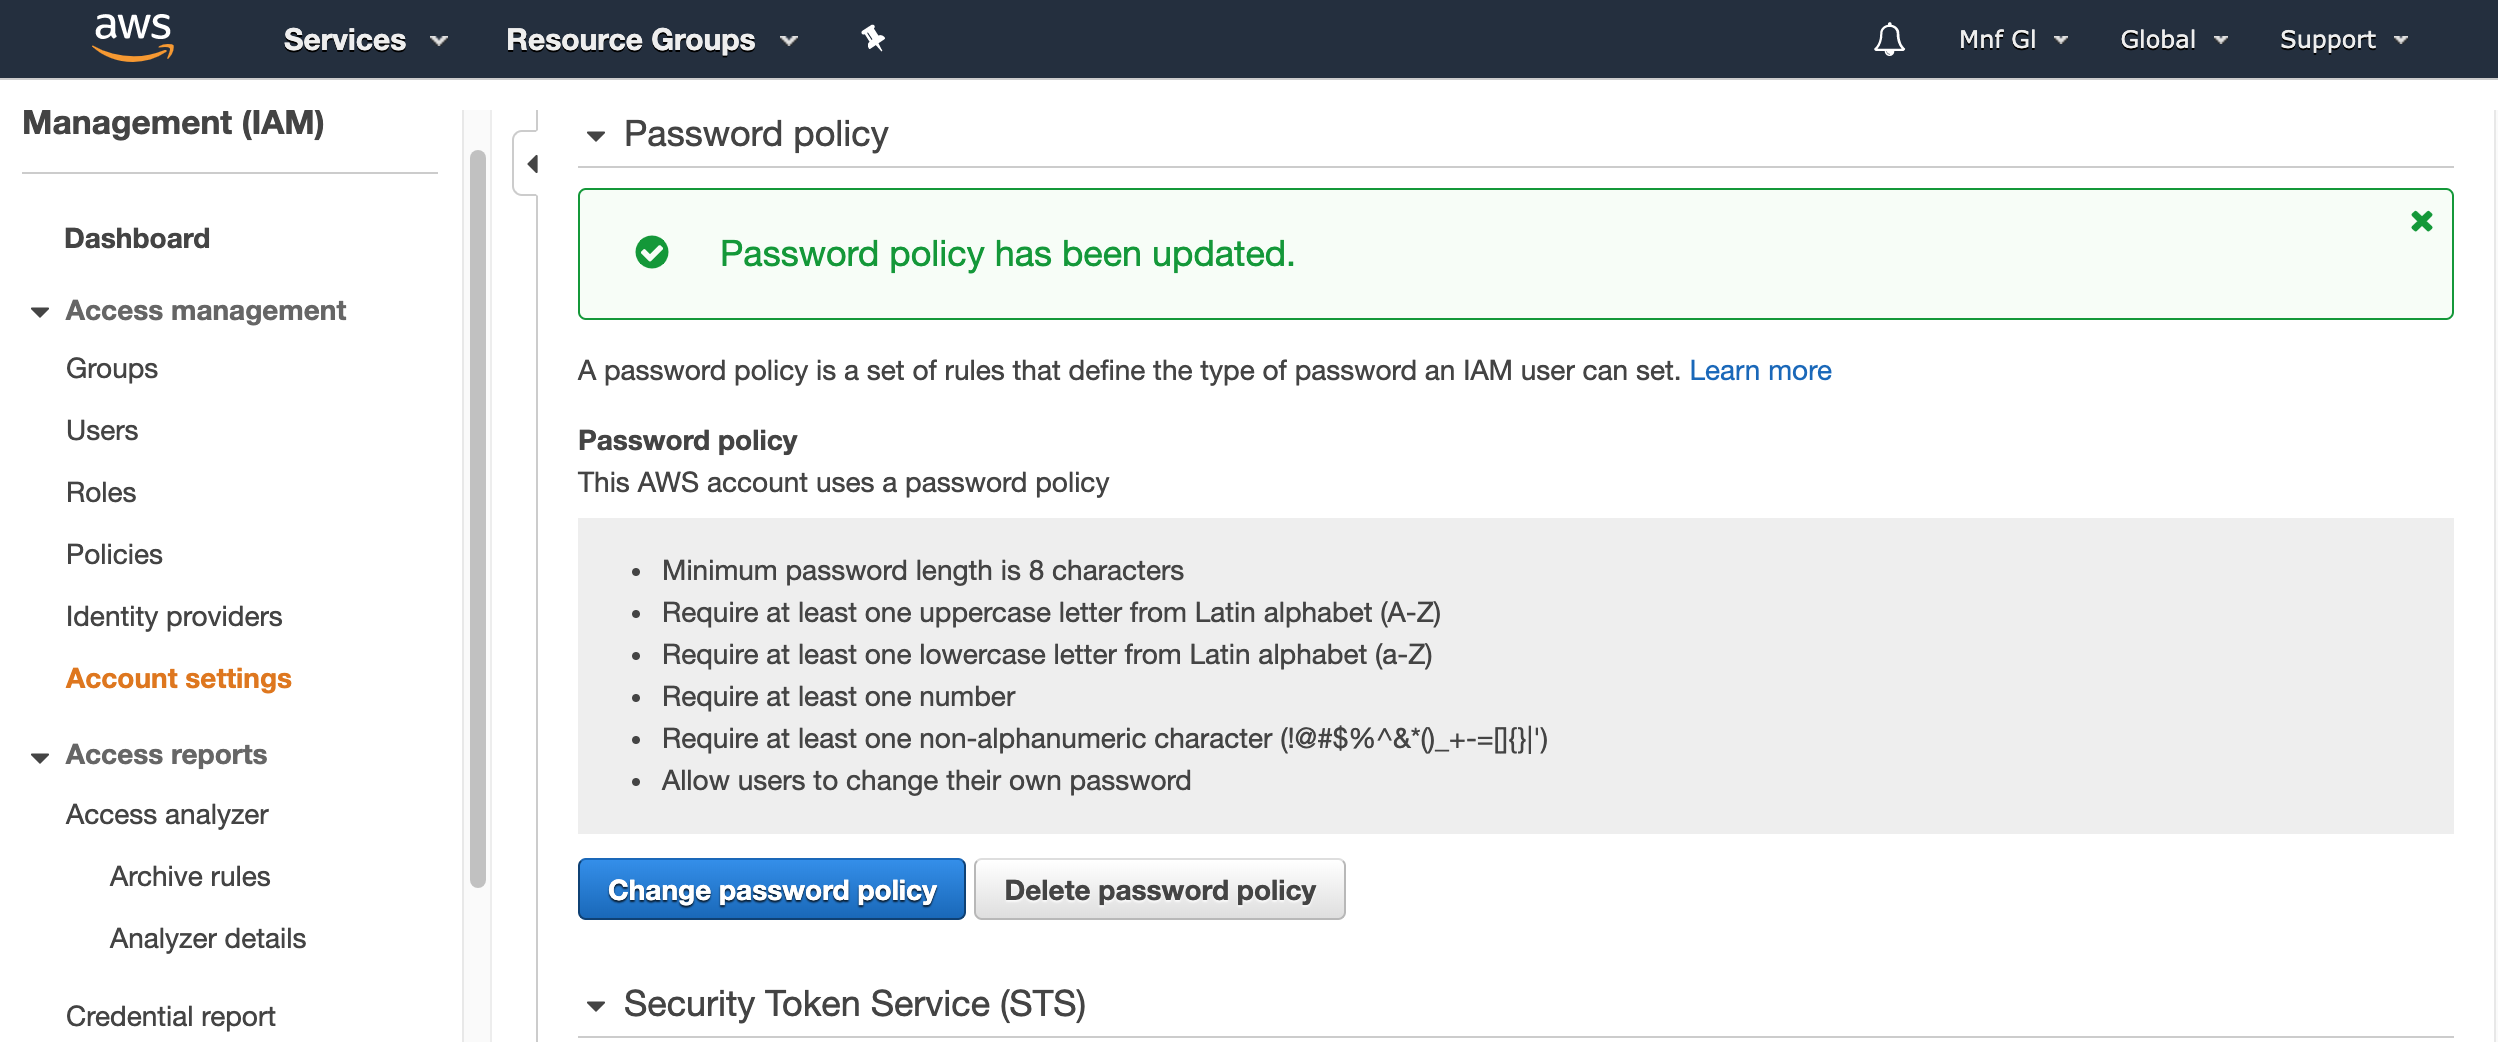 aws
Services
Resource Groups
Mnf Gl
Global
Support
Management (IAM)
Dashboard
Access management
Groups
Users
Roles
Policies
Identity providers
Account settings
Access reports
Access analyzer
Archive rules
Analyzer details
Credential report
Password policy
Password policy has been updated.
A password policy is a set of rules that define the type of password an IAM user can set. Learn more
Password policy
This AWS account uses a password policy
• Minimum password length is 8 characters
• Require at least one uppercase letter from Latin alphabet (A-Z)
• Require at least one lowercase letter from Latin alphabet (a-Z)
• Require at least one number
• Require at least one non-alphanumeric character (!@#$%^&*()_+-=[]{}|')
• Allow users to change their own password
Change password policy
Delete password policy
Security Token Service (STS)